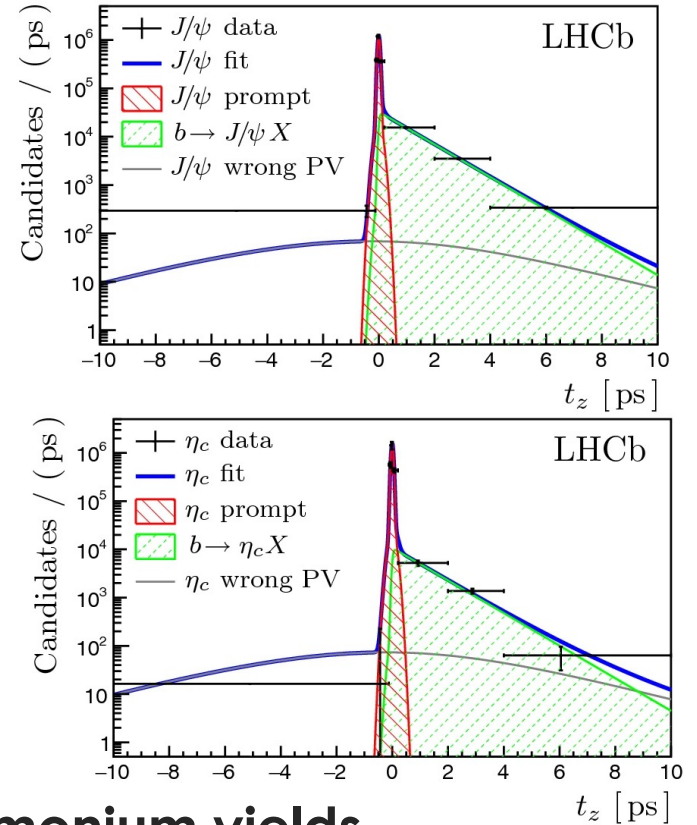 Candidates / (ps)
10⁶
10⁵
10⁴
10³
10²
10
1
J/ψ data
J/ψ fit
J/ψ prompt
b → J/ψ X
J/ψ wrong PV
LHCb
−10 −8 −6 −4 −2 0 2 4 6 8 10
t_z [ps]
Candidates / (ps)
10⁶
10⁵
10⁴
10³
10²
10
1
η_c data
η_c fit
η_c prompt
b → η_c X
η_c wrong PV
LHCb
−10 −8 −6 −4 −2 0 2 4 6 8 10
t_z [ps]